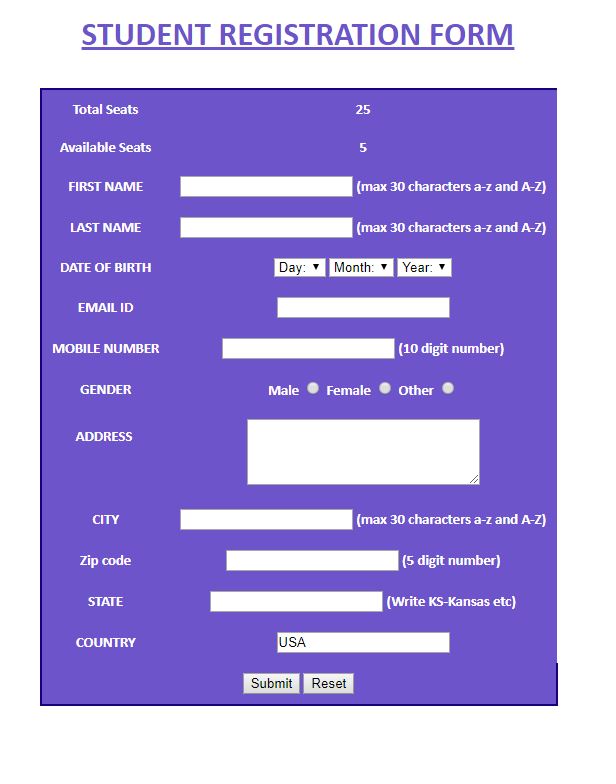 STUDENT REGISTRATION FORM
Total Seats 25
Available Seats 5
FIRST NAME (max 30 characters a-z and A-Z)
LAST NAME (max 30 characters a-z and A-Z)
DATE OF BIRTH Day: Month: Year:
EMAIL ID
MOBILE NUMBER (10 digit number)
GENDER Male Female Other
ADDRESS
CITY (max 30 characters a-z and A-Z)
Zip code (5 digit number)
STATE (Write KS-Kansas etc)
COUNTRY USA
Submit Reset